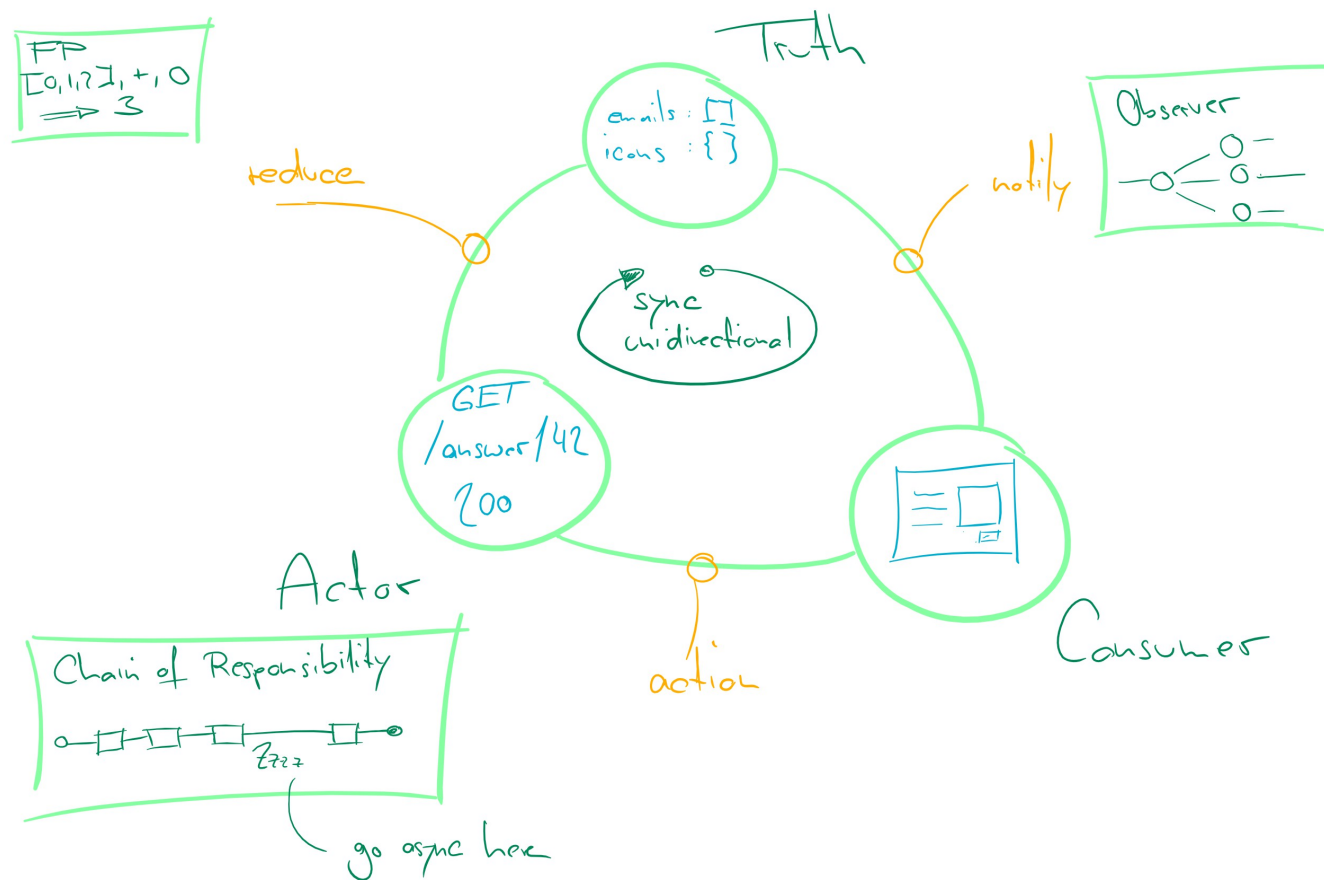 Truth
FP
[0,1,2], +, 0
⟹ 3
emails : []
icons : {}
Observer
reduce
notify
sync
unidirectional
GET
/answer/42
200
Actor
Consumer
Chain of Responsibility
action
Zzzz
go async here